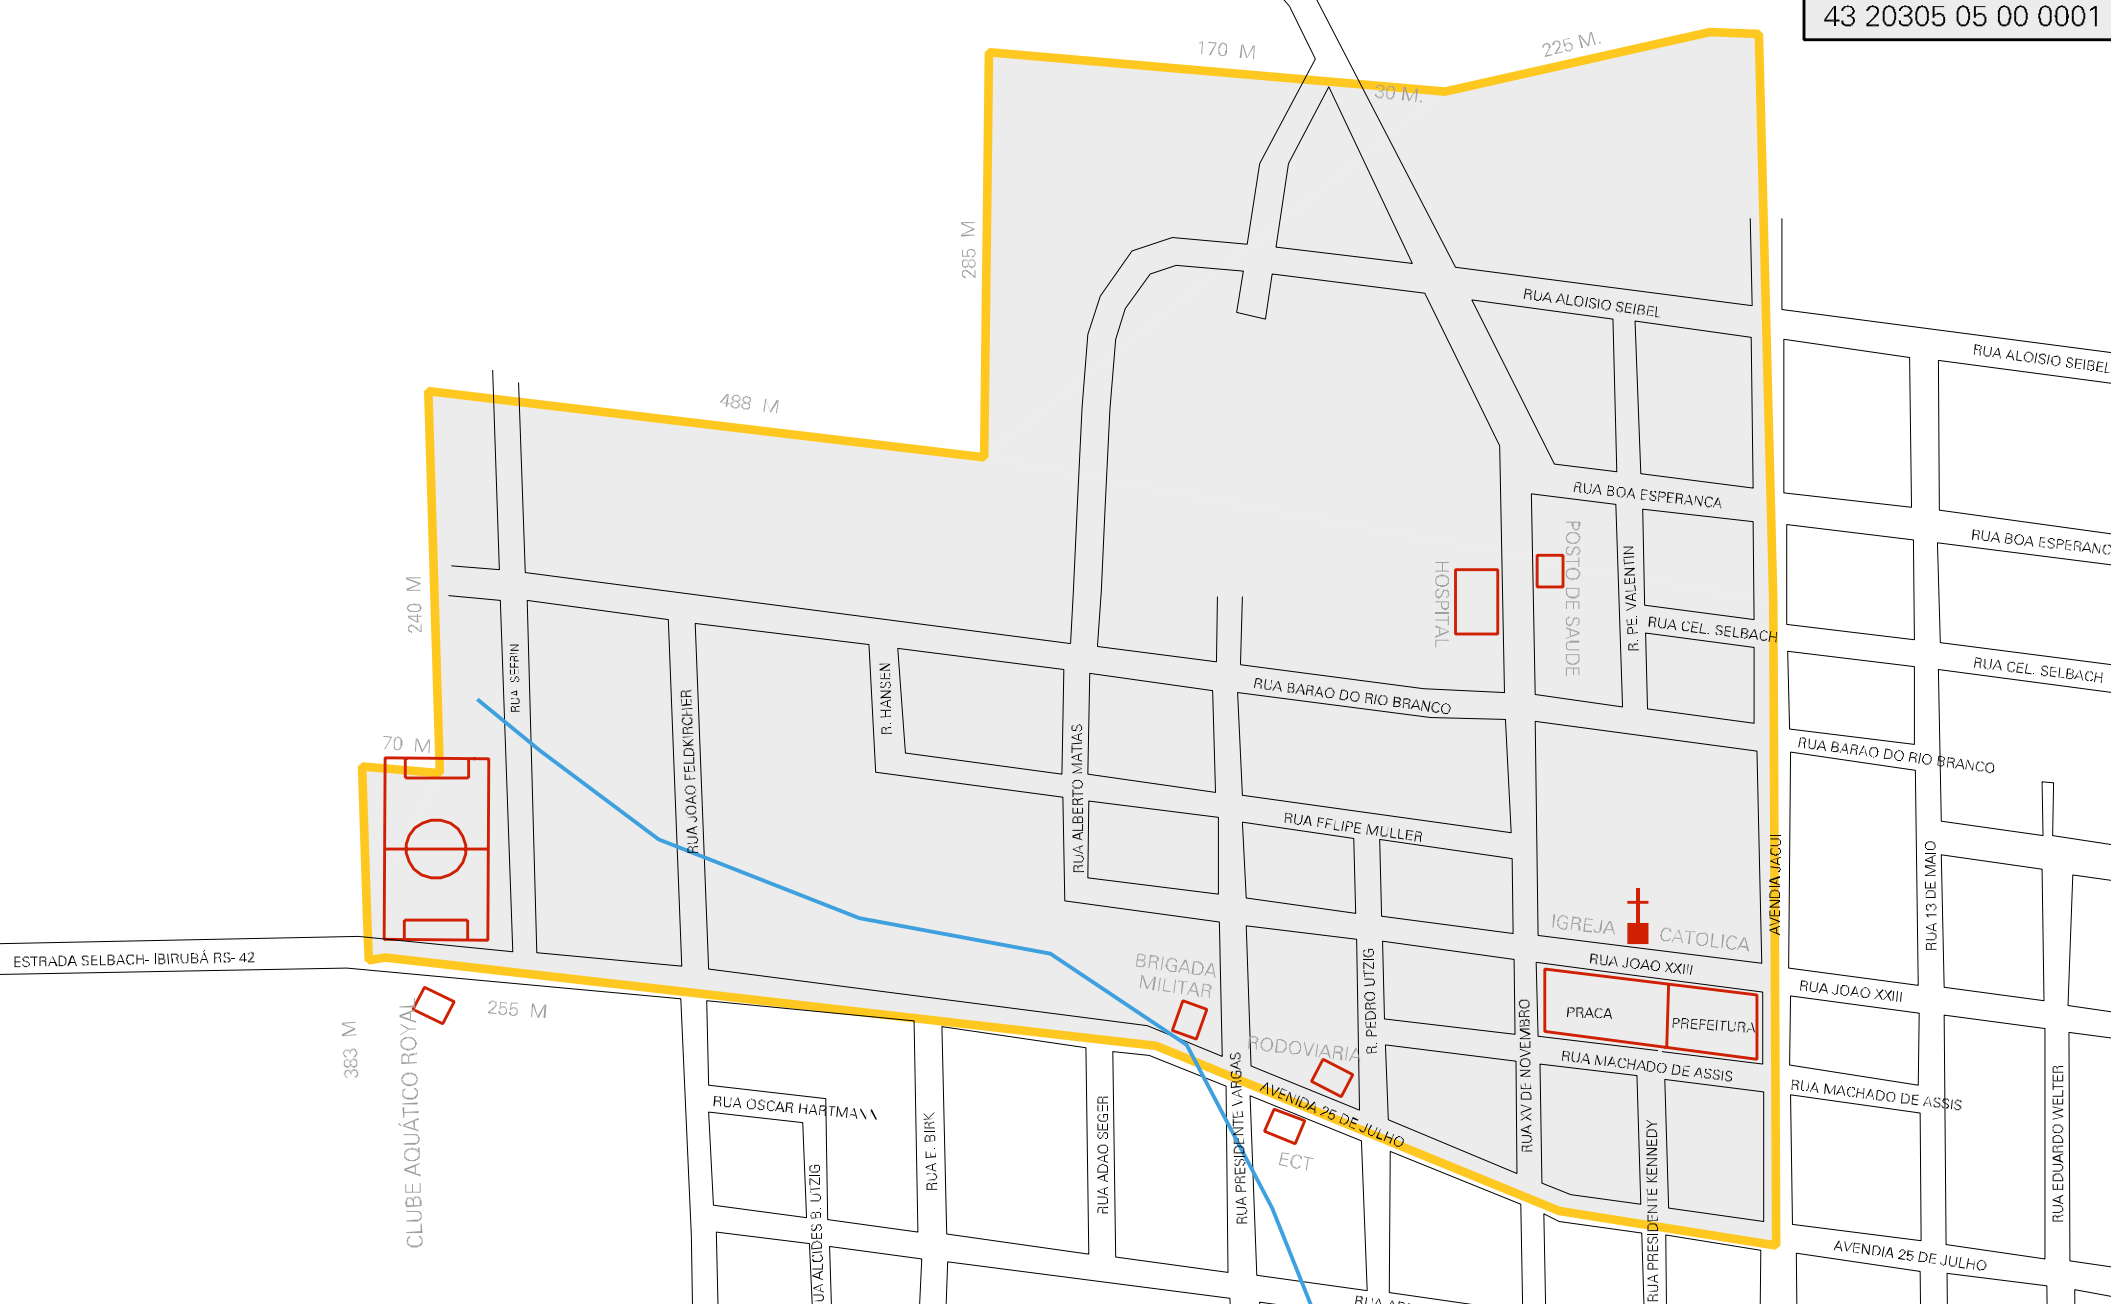 43 20305 05 00 0001
170 M
225 M.
30 M.
285 M
RUA ALOISIO SEIBEL
RUA ALOISIO SEIBEL
488 M
RUA BOA ESPERANCA
RUA BOA ESPERANC
POSTO DE SAUDE
HOSPITAL
R. PE. VALENTIN
240 M
RUA CEL. SELBACH
RUA CEL. SELBACH
RUA SEFRIN
R. HANSEN
RUA JOAO FELDKIRCHER
RUA BARAO DO RIO BRANCO
RUA BARAO DO RIO BRANCO
70 M
RUA ALBERTO MATIAS
RUA FELIPE MULLER
AVENDIA JACUI
RUA 13 DE MAIO
IGREJA
CATOLICA
ESTRADA SELBACH- IBIRUBÁ RS- 42
BRIGADA
MILITAR
R. PEDRO UTZIG
RUA JOAO XXIII
RUA JOAO XXIII
PRACA
PREFEITURA
255 M
383 M
CLUBE AQUÁTICO ROYAL
RODOVIARIA
RUA XV DE NOVEMBRO
RUA MACHADO DE ASSIS
RUA MACHADO DE ASSIS
RUA OSCAR HARTMANN
RUA E. BIRK
RUA ADAO SEGER
RUA PRESIDENTE VARGAS
AVENIDA 25 DE JULHO
ECT
RUA PRESIDENTE KENNEDY
RUA EDUARDO WELTER
UA ALCIDES B. UTZIG
AVENDIA 25 DE JULHO